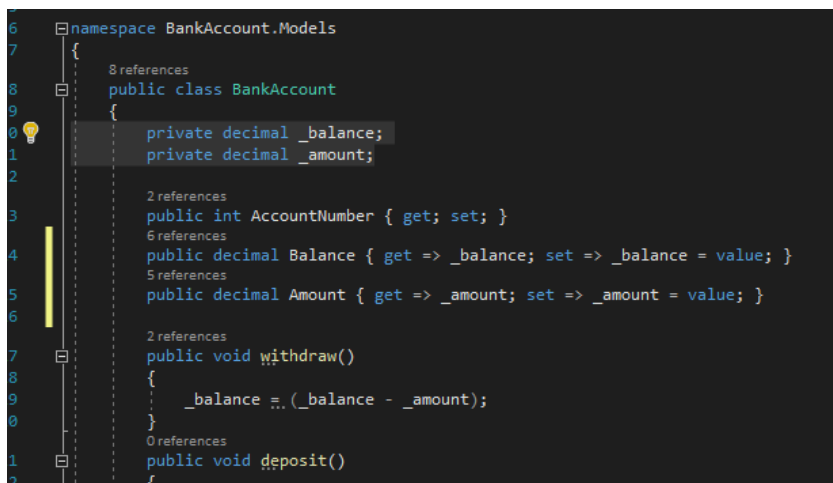 6 namespace BankAccount.Models
7 {
8 references
8 public class BankAccount
9 {
0 private decimal _balance;
1 private decimal _amount;
2
2 references
3 public int AccountNumber { get; set; }
6 references
4 public decimal Balance { get => _balance; set => _balance = value; }
5 references
5 public decimal Amount { get => _amount; set => _amount = value; }
6
2 references
7 public void withdraw()
8 {
9 _balance = (_balance - _amount);
0 }
0 references
1 public void deposit()
2 {